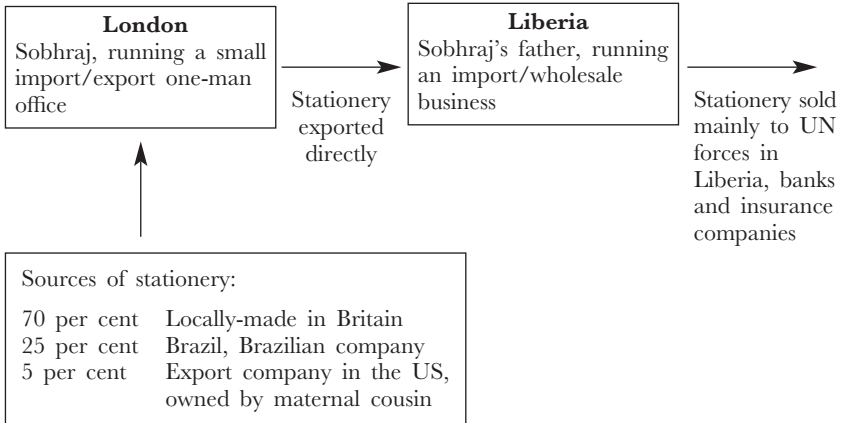 London
Sobhraj, running a small
import/export one-man
office
Stationery
exported
directly
Liberia
Sobhraj’s father, running
an import/wholesale
business
Stationery sold
mainly to UN
forces in
Liberia, banks
and insurance
companies
Sources of stationery:
70 per cent Locally-made in Britain
25 per cent Brazil, Brazilian company
5 per cent Export company in the US,
owned by maternal cousin